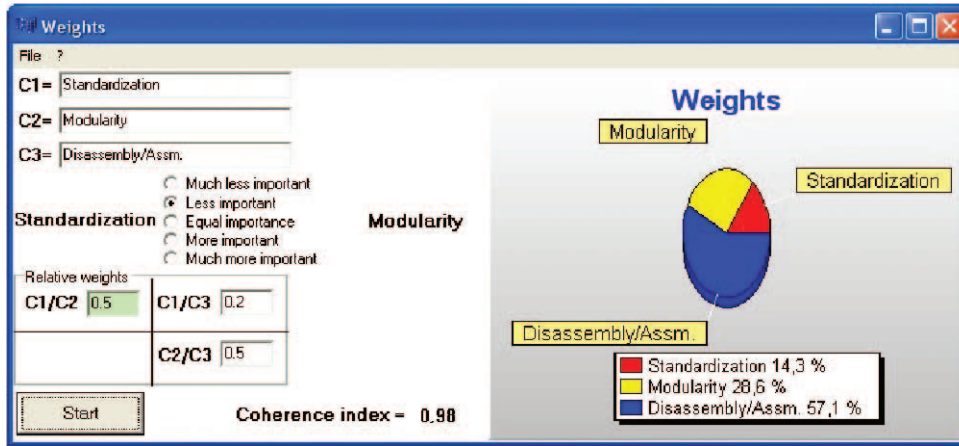 Weights
File ?
C1= Standardization
C2= Modularity
C3= Disassembly/Assm.
Much less important
Less important
Standardization Equal importance Modularity
More important
Much more important
Relative weights
C1/C2 0.5 C1/C3 0.2
C2/C3 0.5
Start
Coherence index = 0,98
Weights
Modularity
Standardization
Disassembly/Assm.
Standardization 14,3 %
Modularity 28,6 %
Disassembly/Assm. 57,1 %